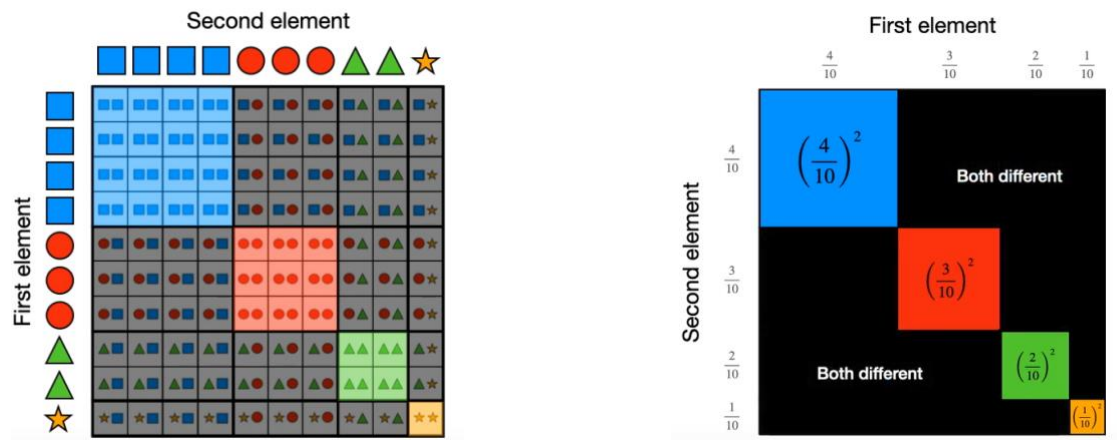 Second element
First element
First element
4/10 3/10 2/10 1/10
Second element
4/10
(4/10)²
Both different
3/10
(3/10)²
2/10
Both different
(2/10)²
1/10
(1/10)²